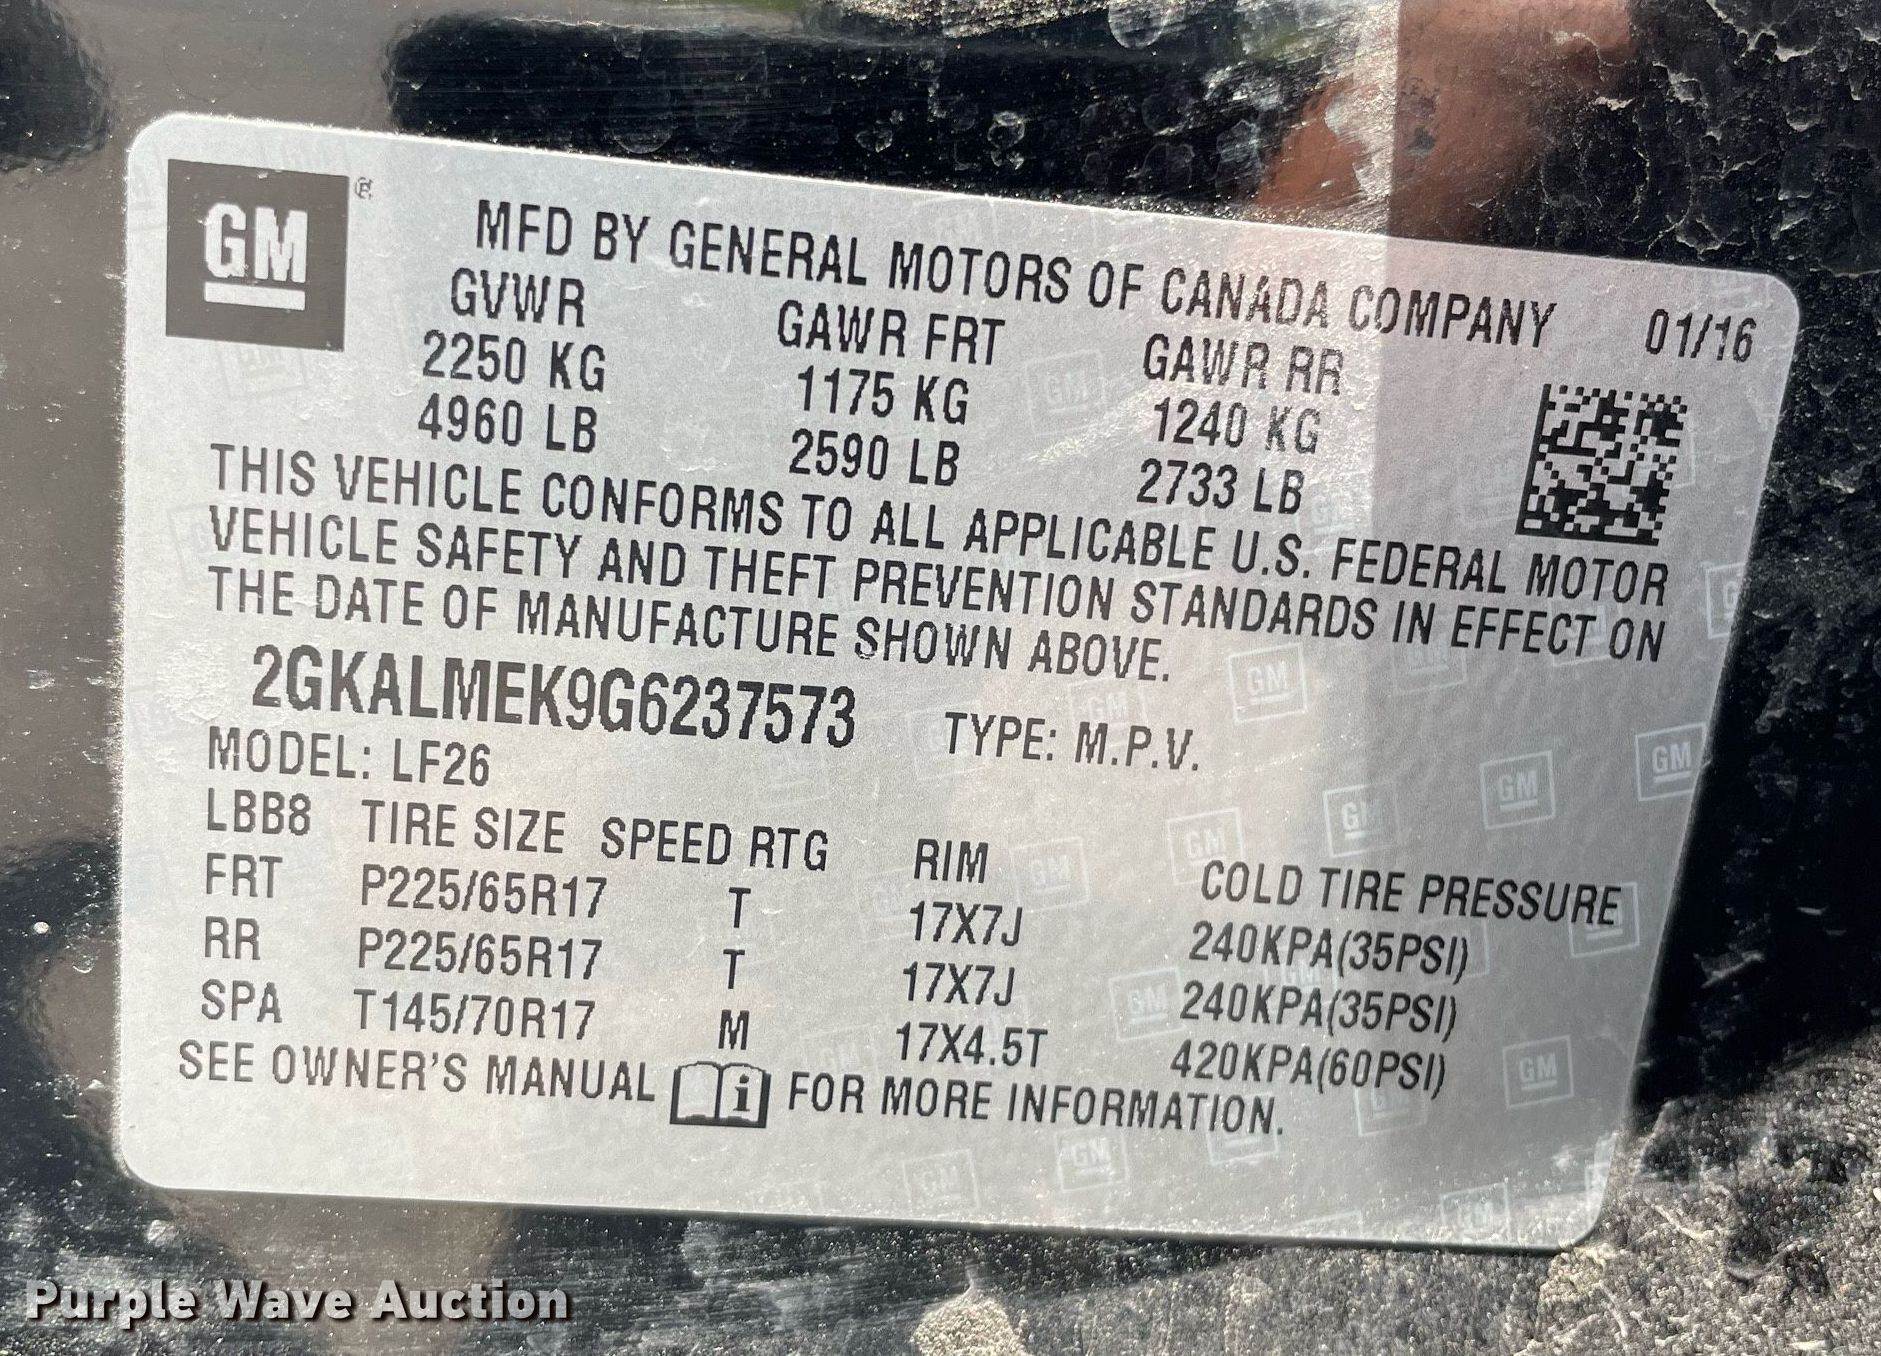 GM ®
MFD BY GENERAL MOTORS OF CANADA COMPANY 01/16
GVWR GAWR FRT GAWR RR
2250 KG 1175 KG 1240 KG
4960 LB 2590 LB 2733 LB
THIS VEHICLE CONFORMS TO ALL APPLICABLE U.S. FEDERAL MOTOR
VEHICLE SAFETY AND THEFT PREVENTION STANDARDS IN EFFECT ON
THE DATE OF MANUFACTURE SHOWN ABOVE.
2GKALMEK9G6237573 TYPE: M.P.V.
MODEL: LF26
LBB8 TIRE SIZE SPEED RTG RIM COLD TIRE PRESSURE
FRT P225/65R17 T 17X7J 240KPA(35PSI)
RR P225/65R17 T 17X7J 240KPA(35PSI)
SPA T145/70R17 M 17X4.5T 420KPA(60PSI)
SEE OWNER'S MANUAL i FOR MORE INFORMATION.
Purple Wave Auction